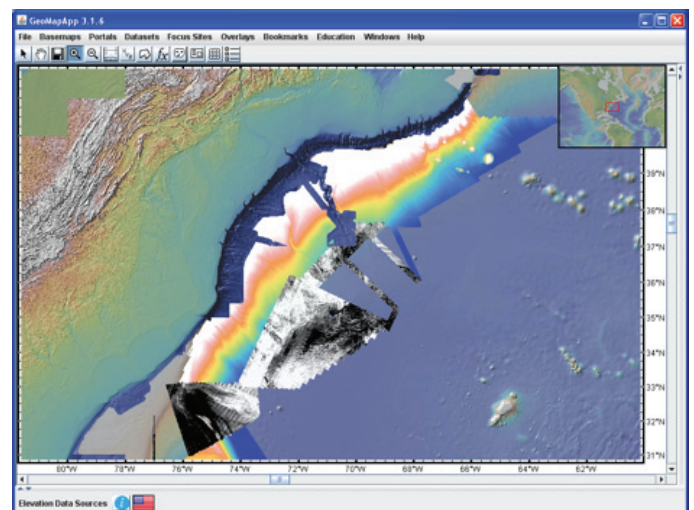 GeoMapApp 3.1.6
File Basemaps Portals Datasets Focus Sites Overlays Bookmarks Education Windows Help
39°N
38°N
37°N
36°N
35°N
34°N
33°N
32°N
31°N
80°W 78°W 76°W 74°W 72°W 70°W 68°W 66°W 64°W 62°W
Elevation Data Sources